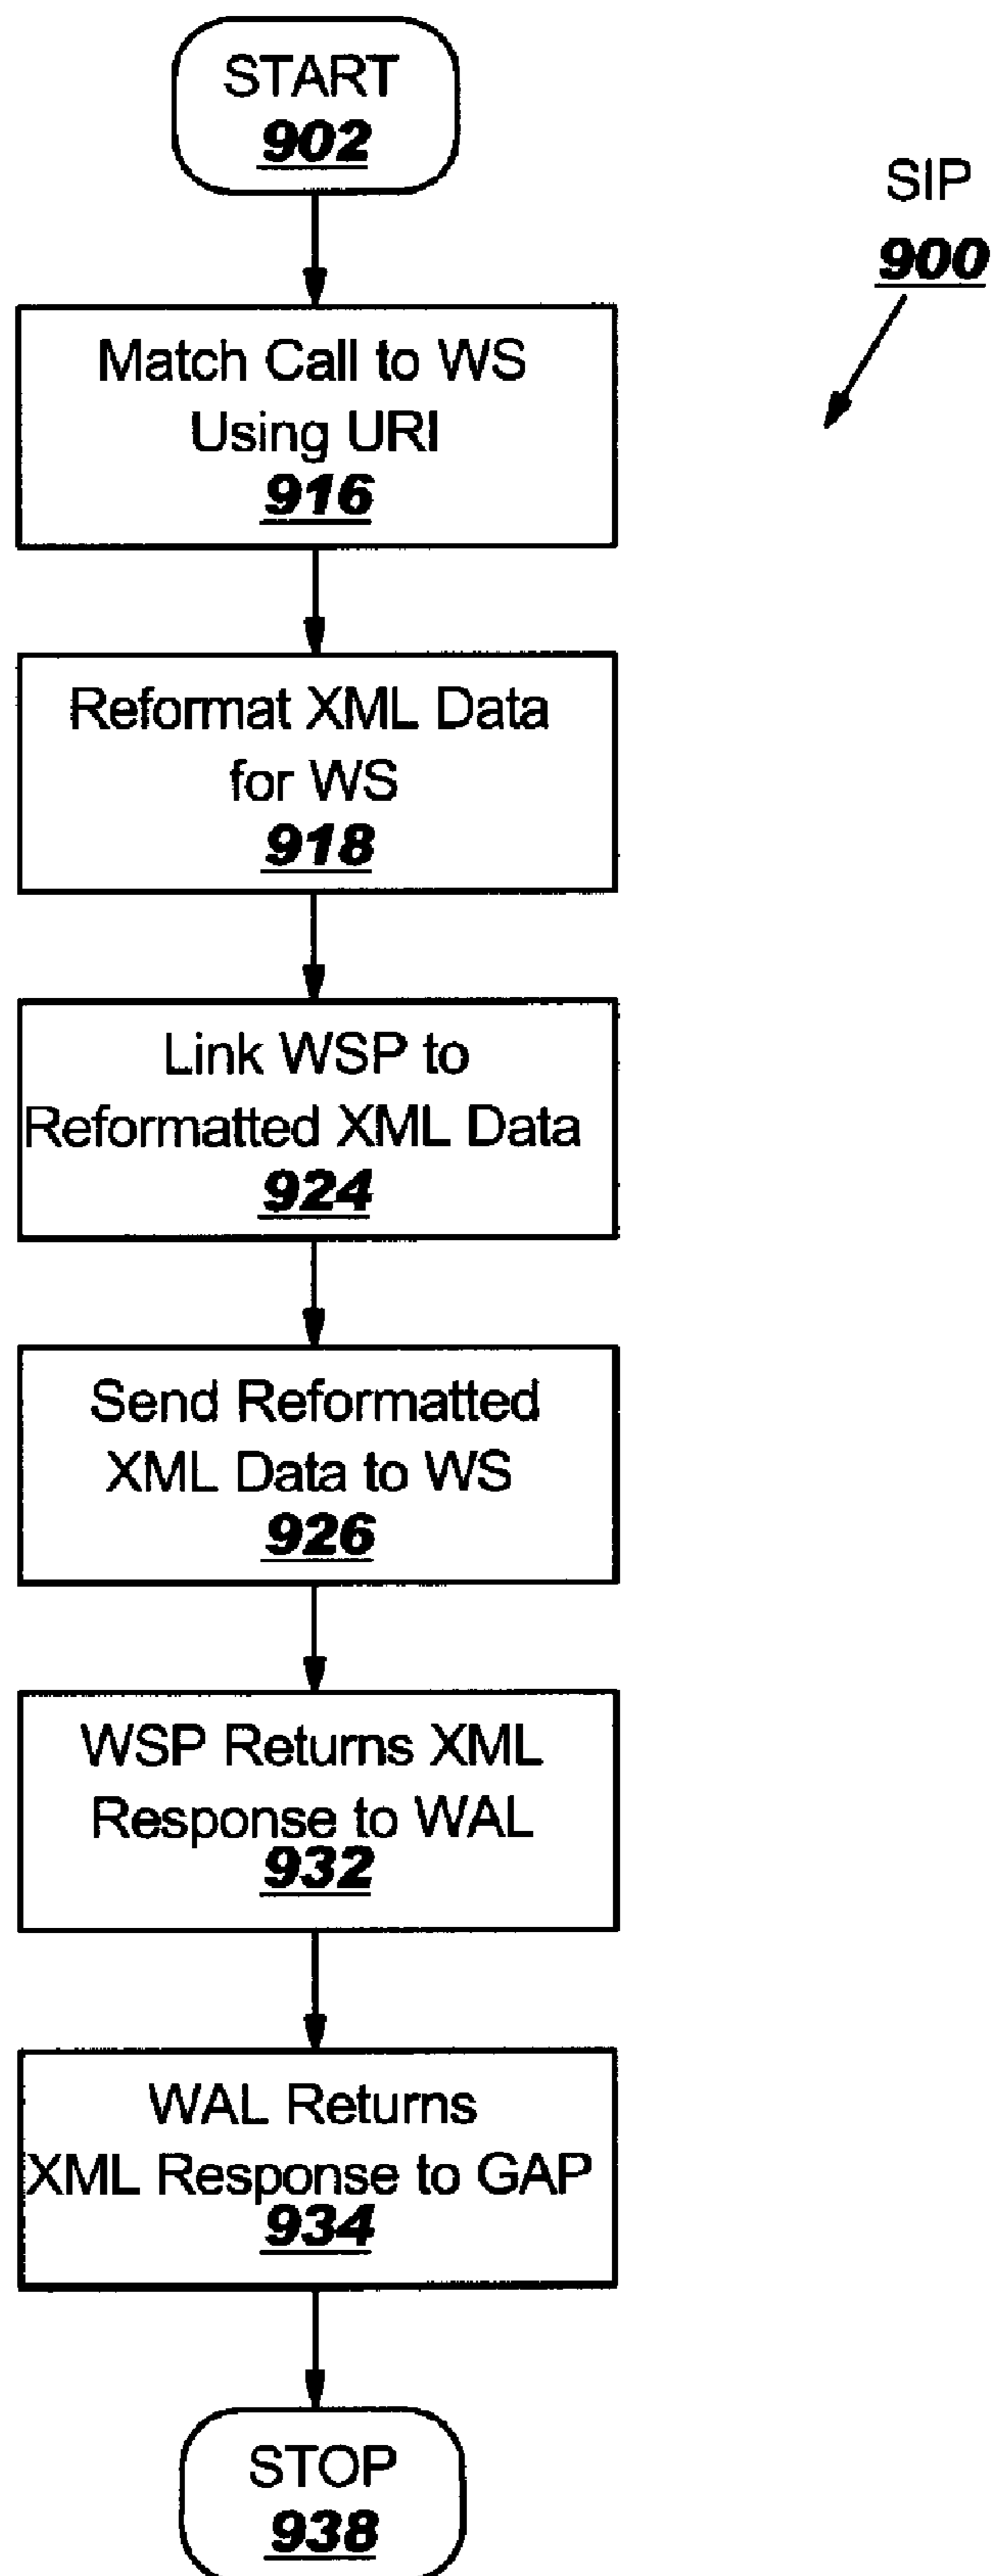 START
902
SIP
900
Match Call to WS
Using URI
916
Reformat XML Data
for WS
918
Link WSP to
Reformatted XML Data
924
Send Reformatted
XML Data to WS
926
WSP Returns XML
Response to WAL
932
WAL Returns
XML Response to GAP
934
STOP
938